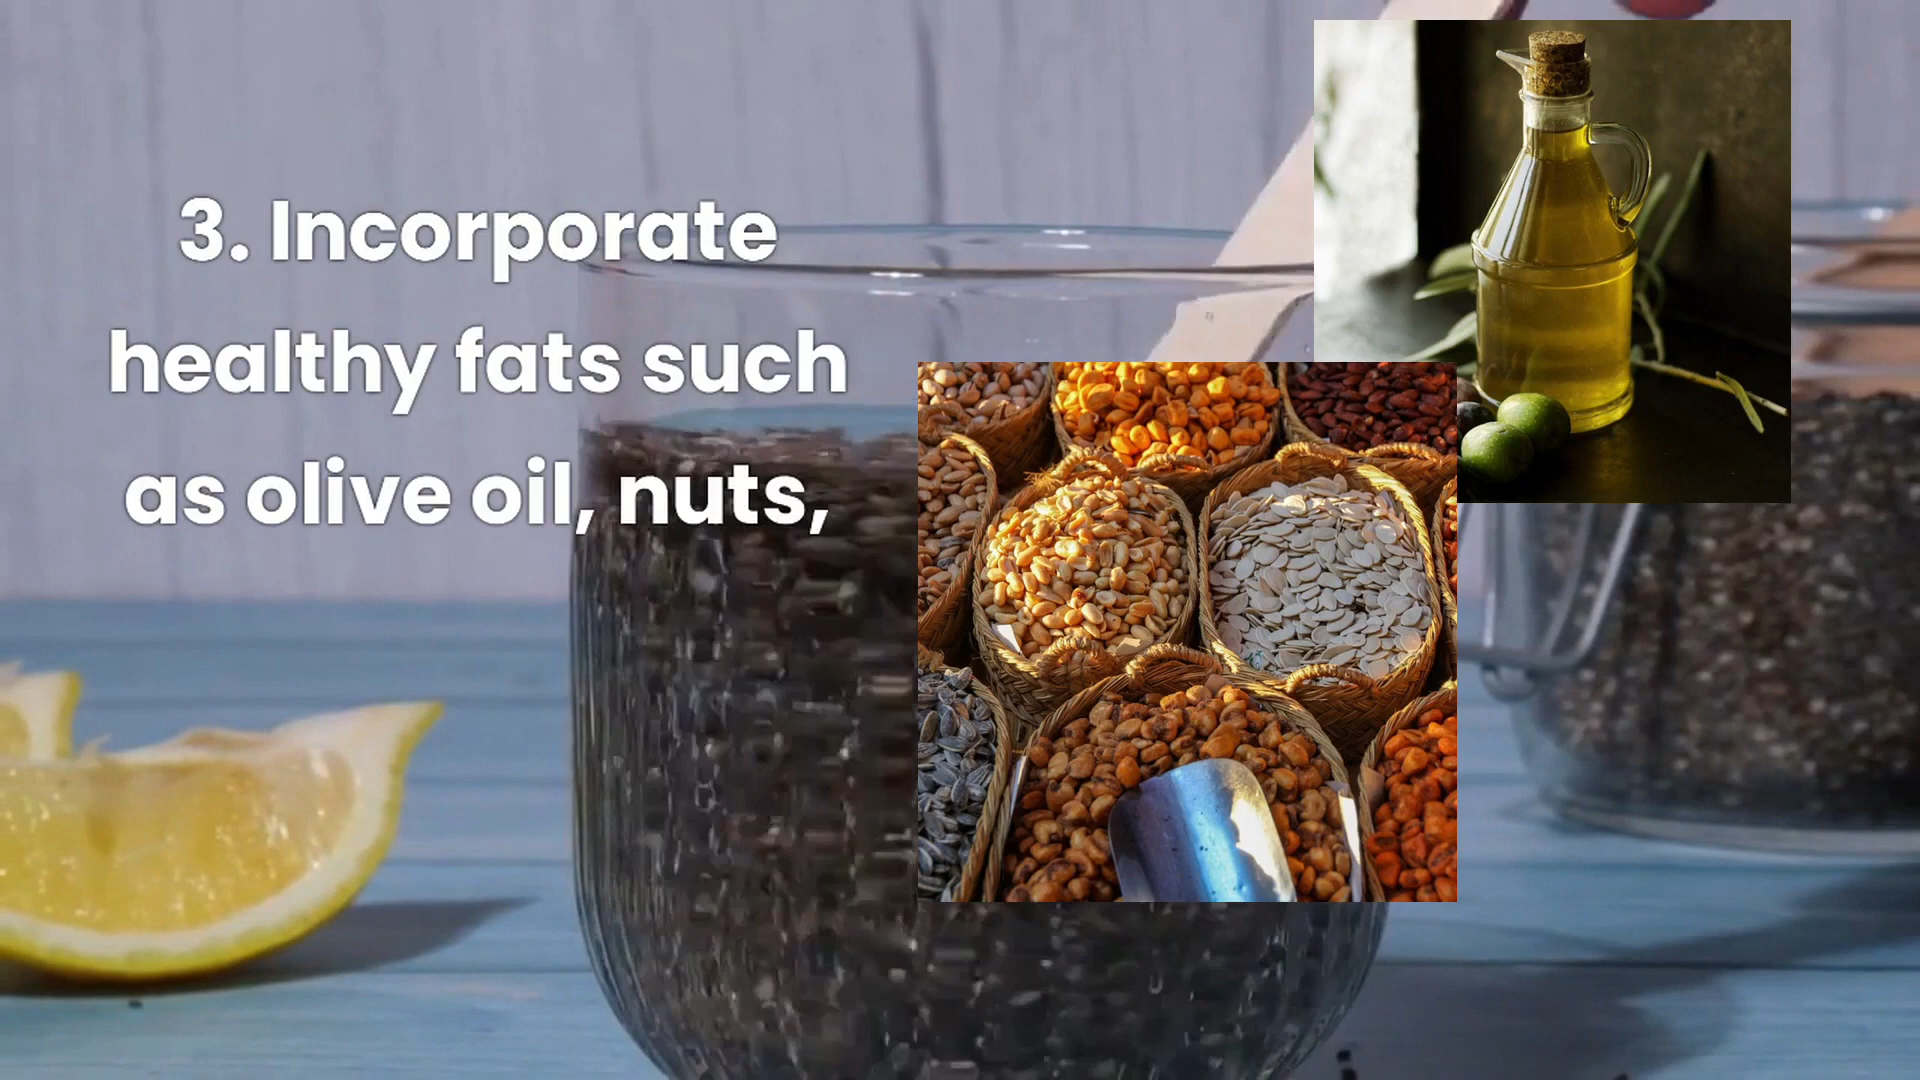 3. Incorporate
healthy fats such
as olive oil, nuts,